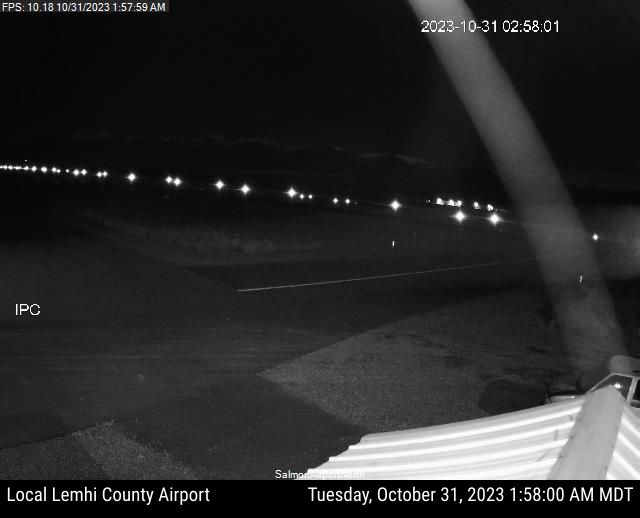 FPS: 10.18 10/31/2023 1:57:59 AM
2023-10-31 02:58:01
IPC
Local Lemhi County Airport
Tuesday, October 31, 2023 1:58:00 AM MDT